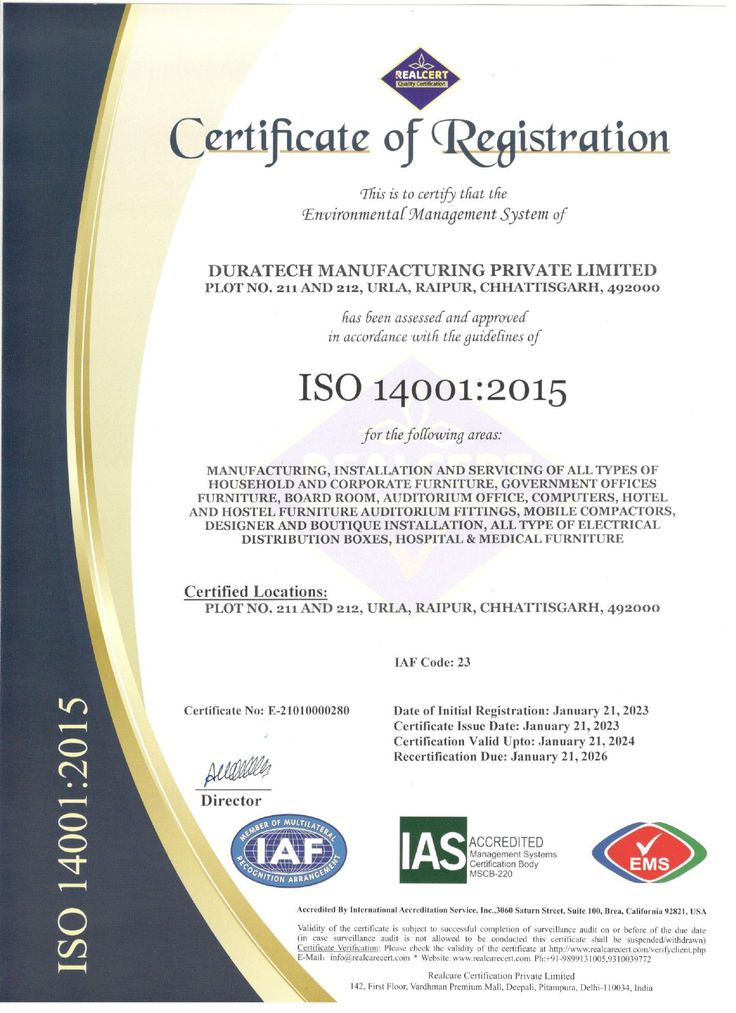 REALCERT
Quality Certification
Certificate of Registration
This is to certify that the
Environmental Management System of
DURATECH MANUFACTURING PRIVATE LIMITED
PLOT NO. 211 AND 212, URLA, RAIPUR, CHHATTISGARH, 492000
has been assessed and approved
in accordance with the guidelines of
ISO 14001:2015
for the following areas:
MANUFACTURING, INSTALLATION AND SERVICING OF ALL TYPES OF
HOUSEHOLD AND CORPORATE FURNITURE, GOVERNMENT OFFICES
FURNITURE, BOARD ROOM, AUDITORIUM OFFICE, COMPUTERS, HOTEL
AND HOSTEL FURNITURE AUDITORIUM FITTINGS, MOBILE COMPACTORS,
DESIGNER AND BOUTIQUE INSTALLATION, ALL TYPE OF ELECTRICAL
DISTRIBUTION BOXES, HOSPITAL & MEDICAL FURNITURE
Certified Locations:
PLOT NO. 211 AND 212, URLA, RAIPUR, CHHATTISGARH, 492000
IAF Code: 23
Certificate No: E-21010000280
Date of Initial Registration: January 21, 2023
Certificate Issue Date: January 21, 2023
Certification Valid Upto: January 21, 2024
Recertification Due: January 21, 2026
Director
ISO 14001:2015
MEMBER OF MULTILATERAL
IAF
RECOGNITION ARRANGEMENT
IAS
ACCREDITED
Management Systems
Certification Body
MSCB-220
EMS
Accredited By International Accreditation Service, Inc.,3060 Saturn Street, Suite 100, Brea, California 92821, USA
Validity of the certificate is subject to successful completion of surveillance audit on or before of the due date
(in case surveillance audit is not allowed to be conducted this certificate shall be suspended/withdrawn)
Certificate Verification: Please check the validity of the certificate at http://www.realcarecert.com/verifyclient.php
E-Mail: info@realcarecert.com * Website: www.realcarecert.com Ph:+91-9899131005,9310039772
Realcare Certification Private Limited
142, First Floor, Vardhman Premium Mall, Deepali, Pitampura, Delhi-110034, India